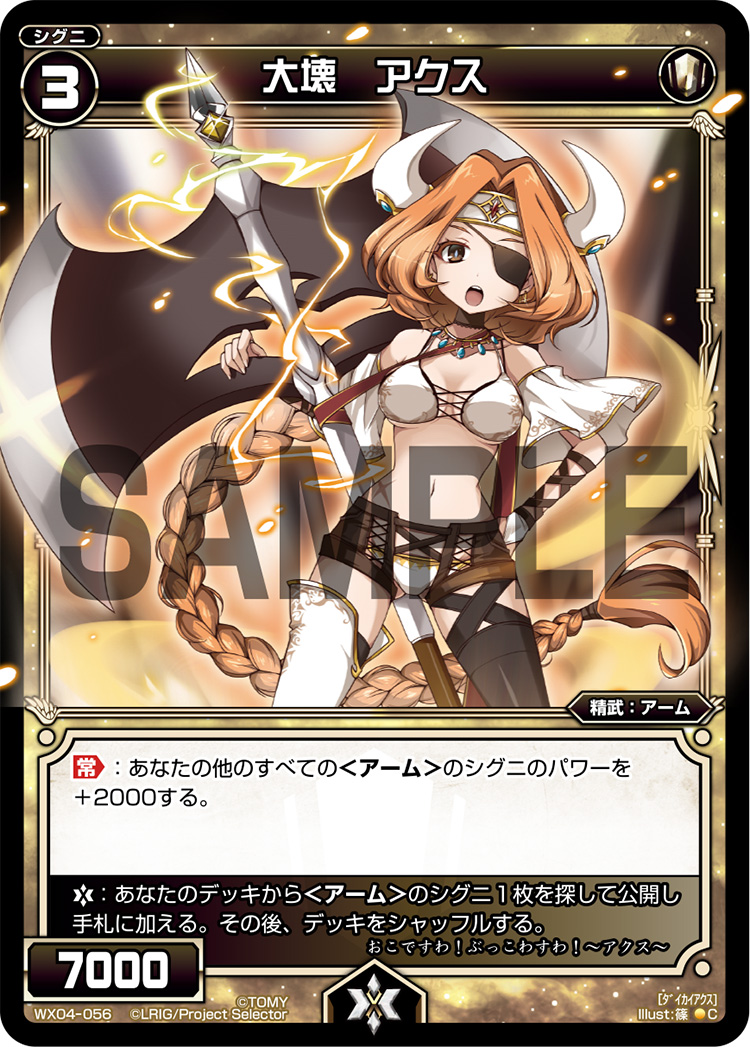 シグニ
3
大壊 アクス
SAMPLE
精武：アーム
常：あなたの他のすべての<アーム>のシグニのパワーを
＋2000する。
：あなたのデッキから<アーム>のシグニ1枚を探して公開し
手札に加える。その後、デッキをシャッフルする。
おこですわ！ぶっこわすわ！～アクス～
7000
©TOMY
WX04-056 ©LRIG/Project Selector
[ﾀﾞｲｶｲｱｸｽ]
Illust:篠 C